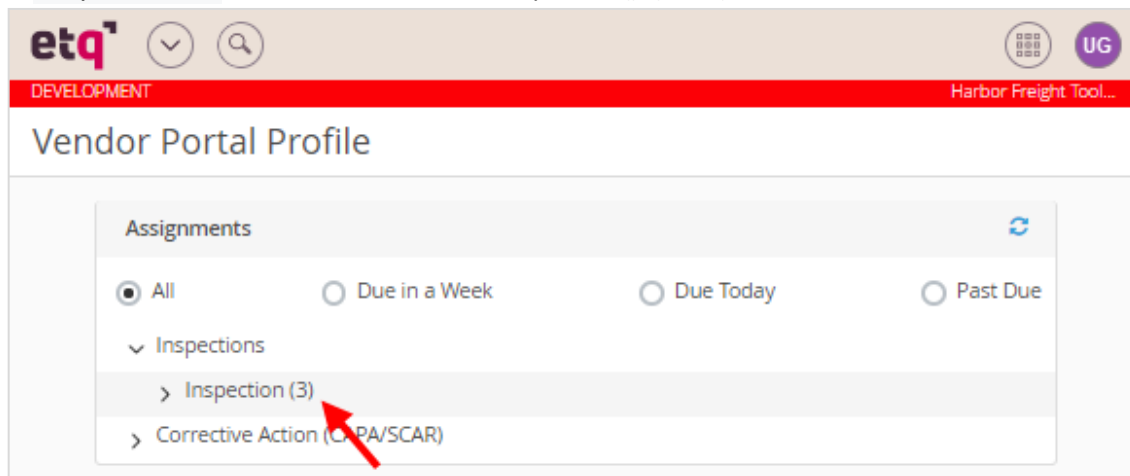 etq
UG
DEVELOPMENT Harbor Freight Tool...
Vendor Portal Profile
Assignments
All Due in a Week Due Today Past Due
Inspections
Inspection (3)
Corrective Action (CAPA/SCAR)